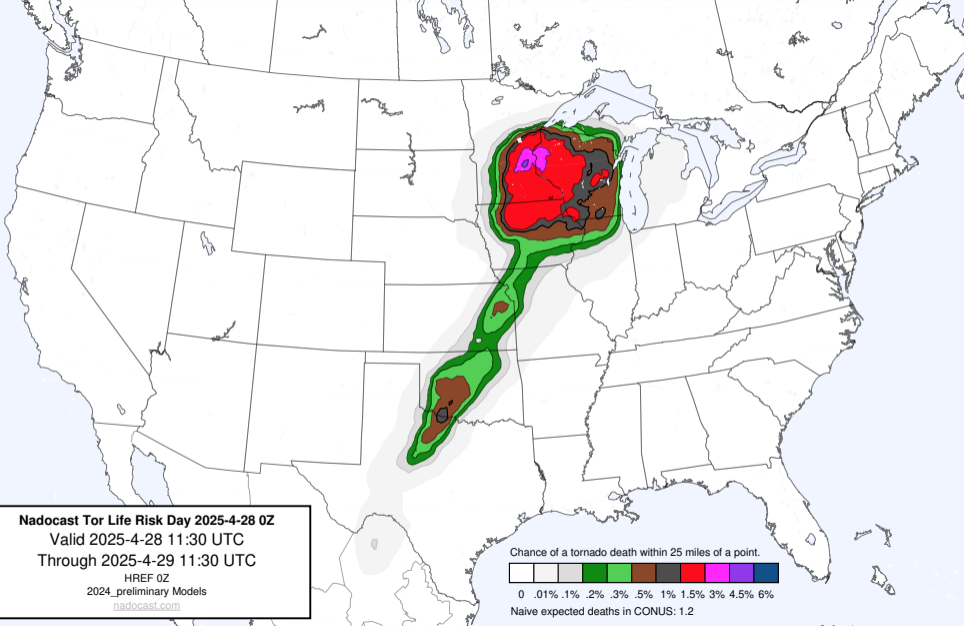 Nadocast Tor Life Risk Day 2025-4-28 0Z
Valid 2025-4-28 11:30 UTC
Through 2025-4-29 11:30 UTC
HREF 0Z
2024_preliminary Models
nadocast.com
Chance of a tornado death within 25 miles of a point.
0 .01% .1% .2% .3% .5% 1% 1.5% 3% 4.5% 6%
Naive expected deaths in CONUS: 1.2